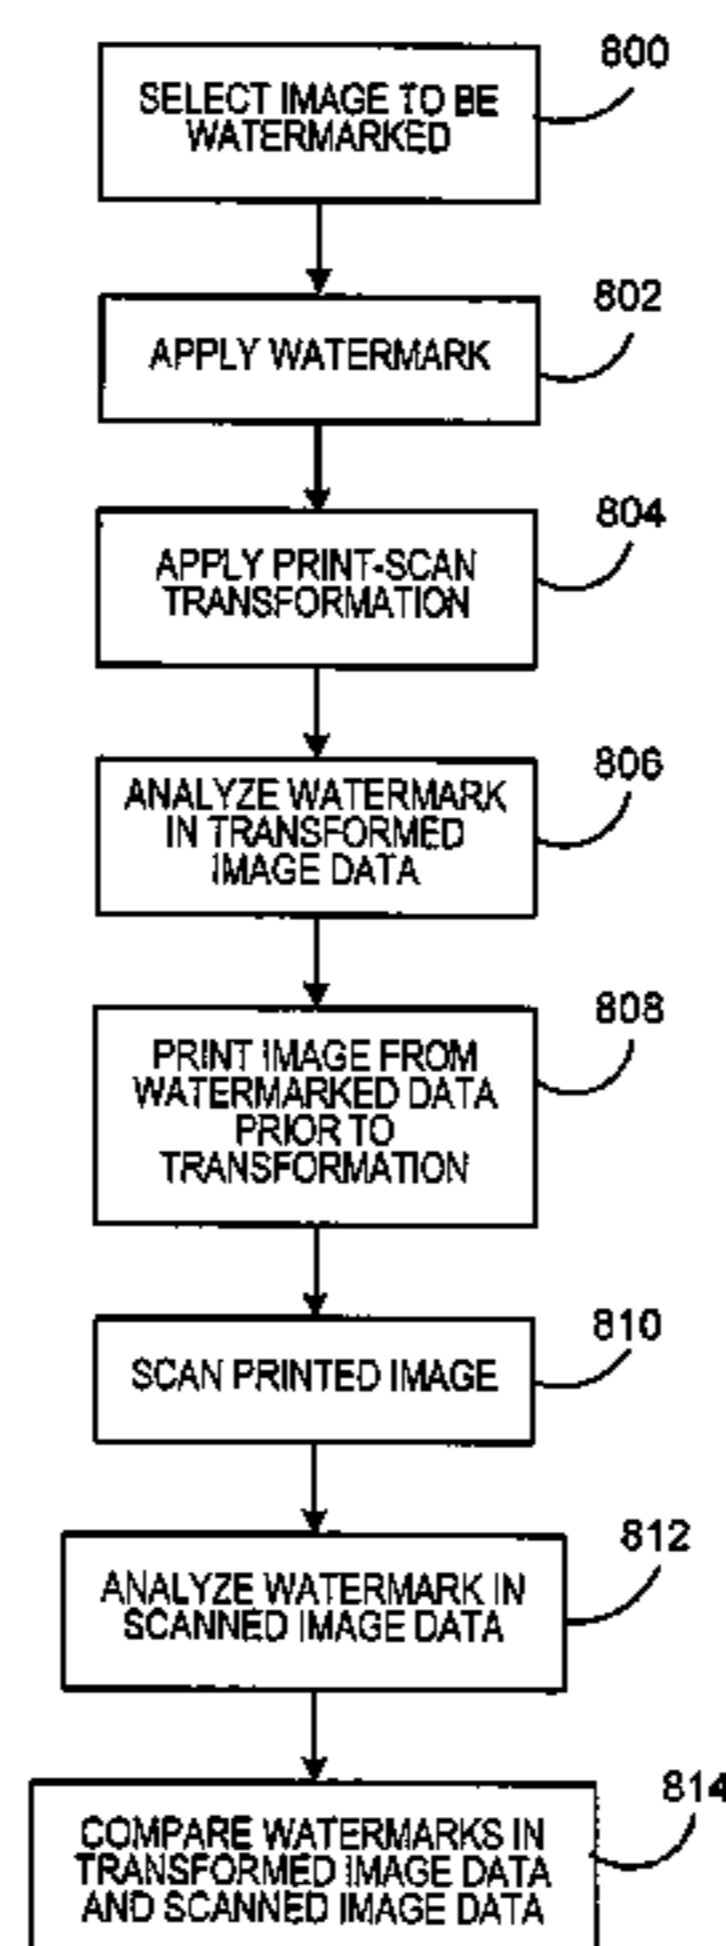 800
SELECT IMAGE TO BE
WATERMARKED
802
APPLY WATERMARK
804
APPLY PRINT-SCAN
TRANSFORMATION
806
ANALYZE WATERMARK
IN TRANSFORMED
IMAGE DATA
808
PRINT IMAGE FROM
WATERMARKED DATA
PRIOR TO
TRANSFORMATION
810
SCAN PRINTED IMAGE
812
ANALYZE WATERMARK IN
SCANNED IMAGE DATA
814
COMPARE WATERMARKS IN
TRANSFORMED IMAGE DATA
AND SCANNED IMAGE DATA